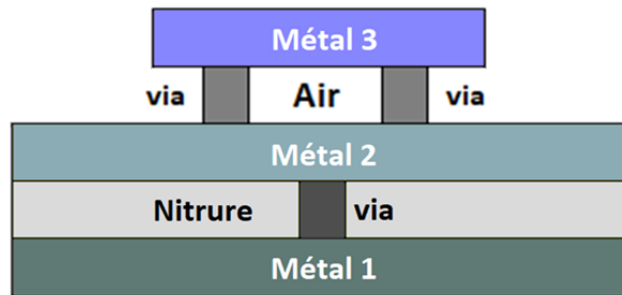 Métal 3
via Air via
Métal 2
Nitrure via
Métal 1